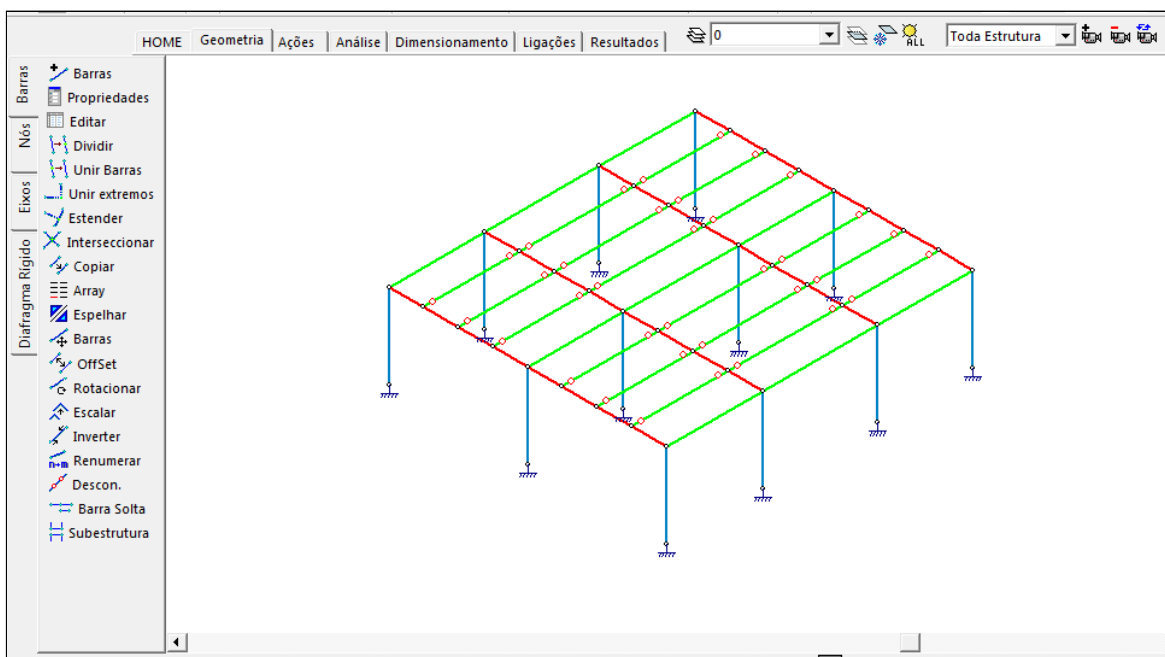 HOME Geometria Ações Análise Dimensionamento Ligações Resultados 0 ALL Toda Estrutura
Barras
Nós
Eixos
Diafragma Rígido
Barras
Propriedades
Editar
Dividir
Unir Barras
Unir extremos
Estender
Interseccionar
Copiar
Array
Espelhar
Barras
OffSet
Rotacionar
Escalar
Inverter
n→m Renumerar
Descon.
Barra Solta
Subestrutura